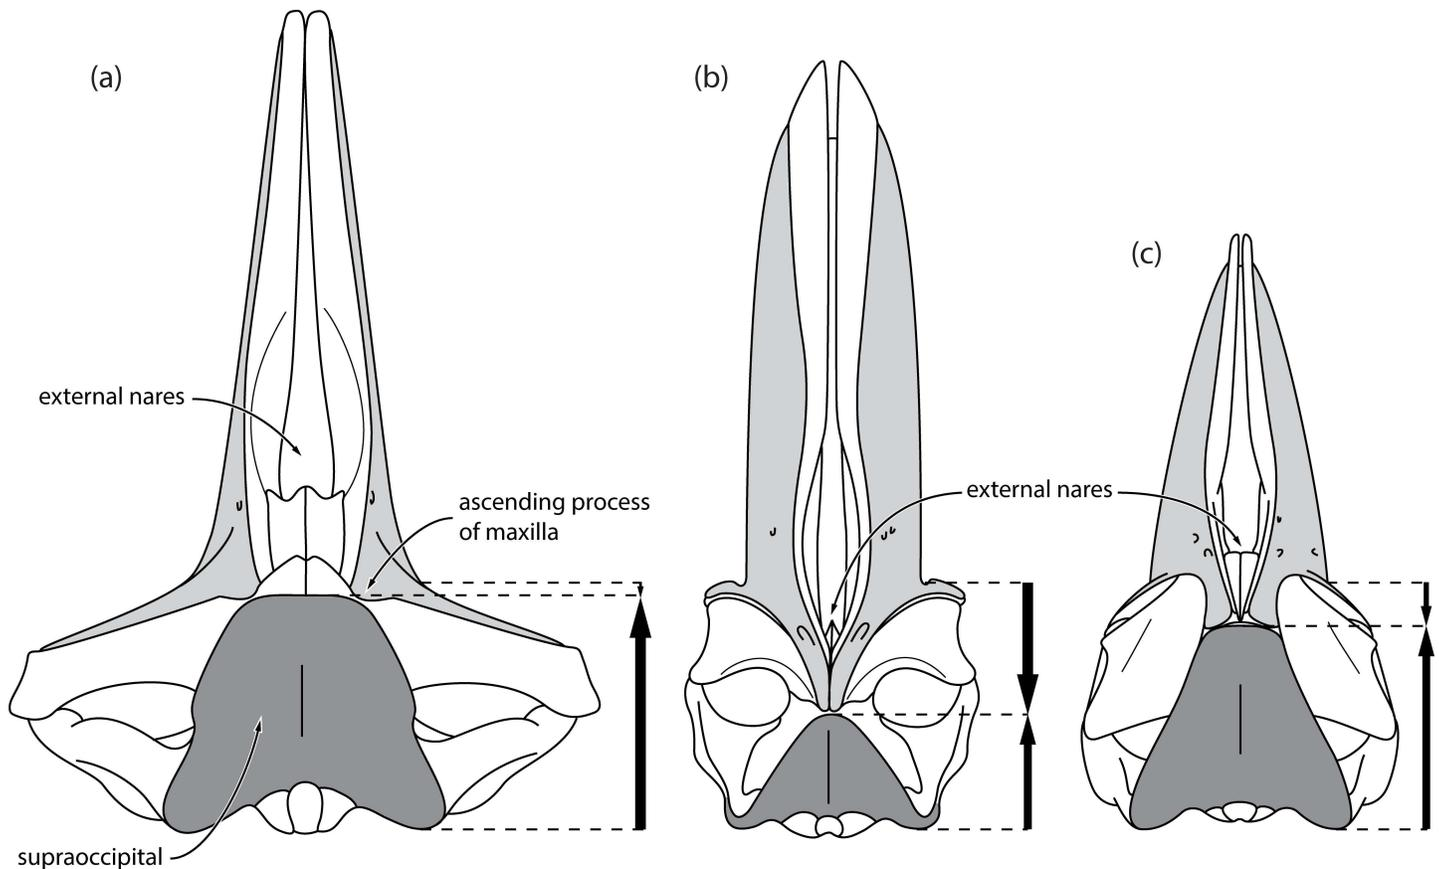 (a)
(b)
(c)
external nares
ascending process
of maxilla
external nares
supraoccipital